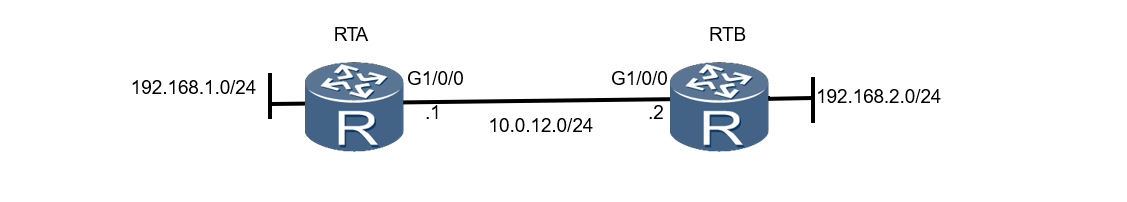 RTA
RTB
192.168.1.0/24
G1/0/0
G1/0/0
192.168.2.0/24
R
.1
10.0.12.0/24
.2
R